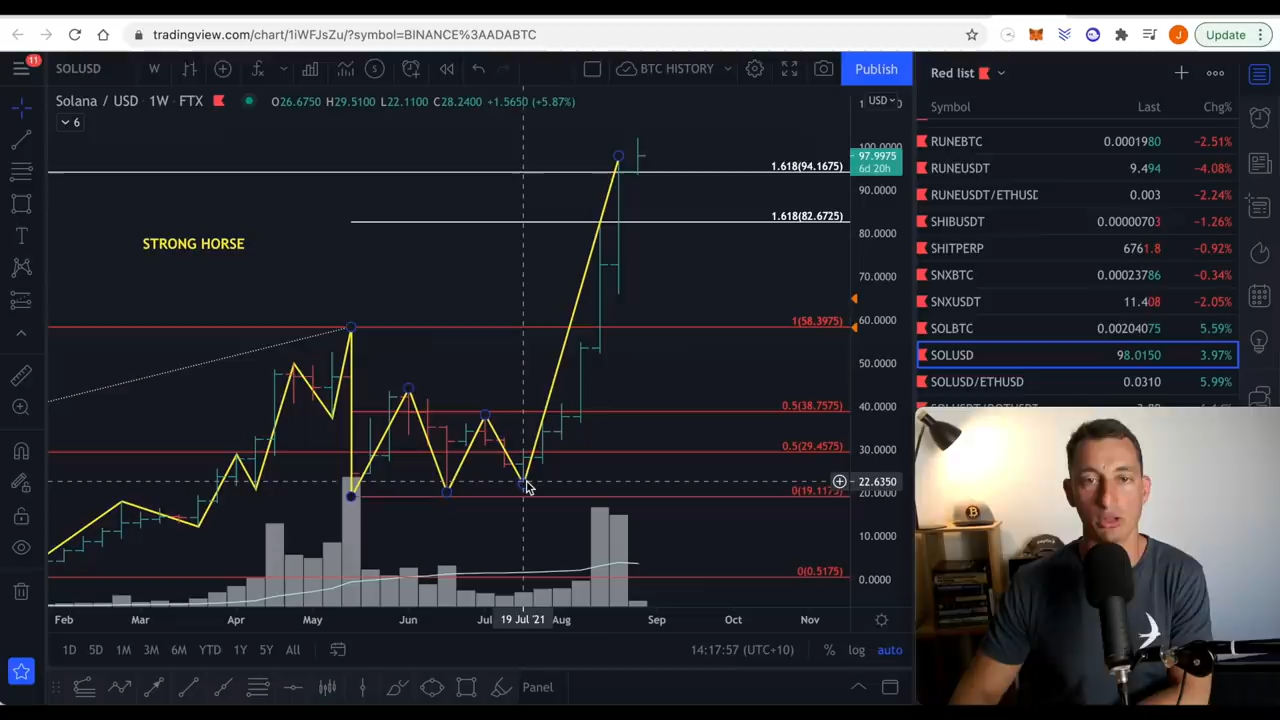 tradingview.com/chart/1iWFJsZu/?symbol=BINANCE%3AADABTC
J
Update
11
SOLUSD
W
BTC HISTORY
Publish
Red list
Solana / USD · 1W · FTX
O26.6750 H29.5100 L22.1100 C28.2400 +1.5650 (+5.87%)
6
USD
Symbol Last Chg%
RUNEBTC 0.0001980 −2.51%
RUNEUSDT 9.494 −4.08%
RUNEUSDT/ETHUSD 0.003 −2.24%
SHIBUSDT 0.00000703 −1.26%
SHITPERP 6761.8 −0.92%
SNXBTC 0.00023786 −0.34%
SNXUSDT 11.408 −2.05%
SOLBTC 0.00204075 5.59%
SOLUSD 98.0150 3.97%
SOLUSD/ETHUSD 0.0310 5.99%
100.0000
97.9975
6d 20h
90.0000
80.0000
70.0000
60.0000
50.0000
40.0000
30.0000
22.6350
20.0000
10.0000
0.0000
1.618(94.1675)
1.618(82.6725)
STRONG HORSE
1(58.3975)
0.5(38.7575)
0.5(29.4575)
0(19.1175)
0(0.5175)
Feb Mar Apr May Jun Jul 19 Jul '21 Aug Sep Oct Nov
1D 5D 1M 3M 6M YTD 1Y 5Y All
14:17:57 (UTC+10) % log auto
Panel